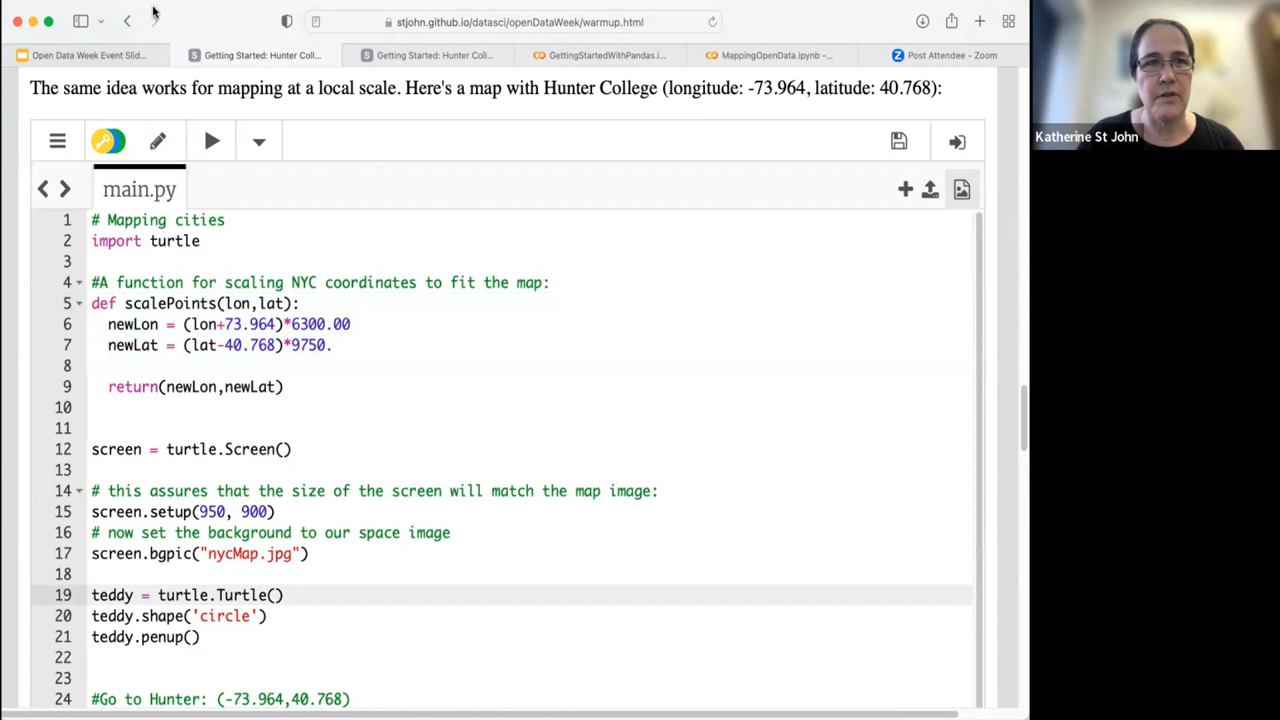 stjohn.github.io/datasci/openDataWeek/warmup.html
Open Data Week Event Slid...
Getting Started: Hunter Coll...
Getting Started: Hunter Coll...
GettingStartedWithPandas.i...
MappingOpenData.ipynb -...
Post Attendee - Zoom
The same idea works for mapping at a local scale. Here's a map with Hunter College (longitude: -73.964, latitude: 40.768):
main.py
1 # Mapping cities
2 import turtle
3
4 #A function for scaling NYC coordinates to fit the map:
5 def scalePoints(lon,lat):
6 newLon = (lon+73.964)*6300.00
7 newLat = (lat-40.768)*9750.
8
9 return(newLon,newLat)
10
11
12 screen = turtle.Screen()
13
14 # this assures that the size of the screen will match the map image:
15 screen.setup(950, 900)
16 # now set the background to our space image
17 screen.bgpic("nycMap.jpg")
18
19 teddy = turtle.Turtle()
20 teddy.shape('circle')
21 teddy.penup()
22
23
24 #Go to Hunter: (-73.964,40.768)
Katherine St John